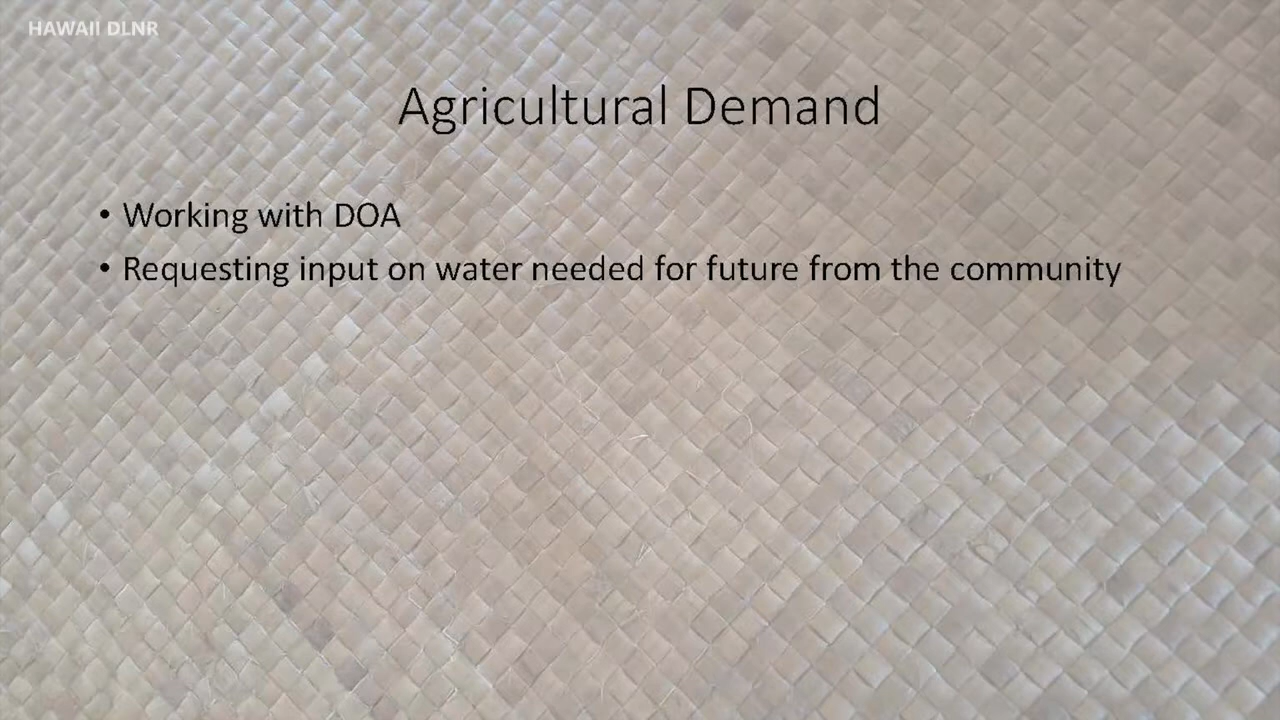 HAWAII DLNR
Agricultural Demand
• Working with DOA
• Requesting input on water needed for future from the community